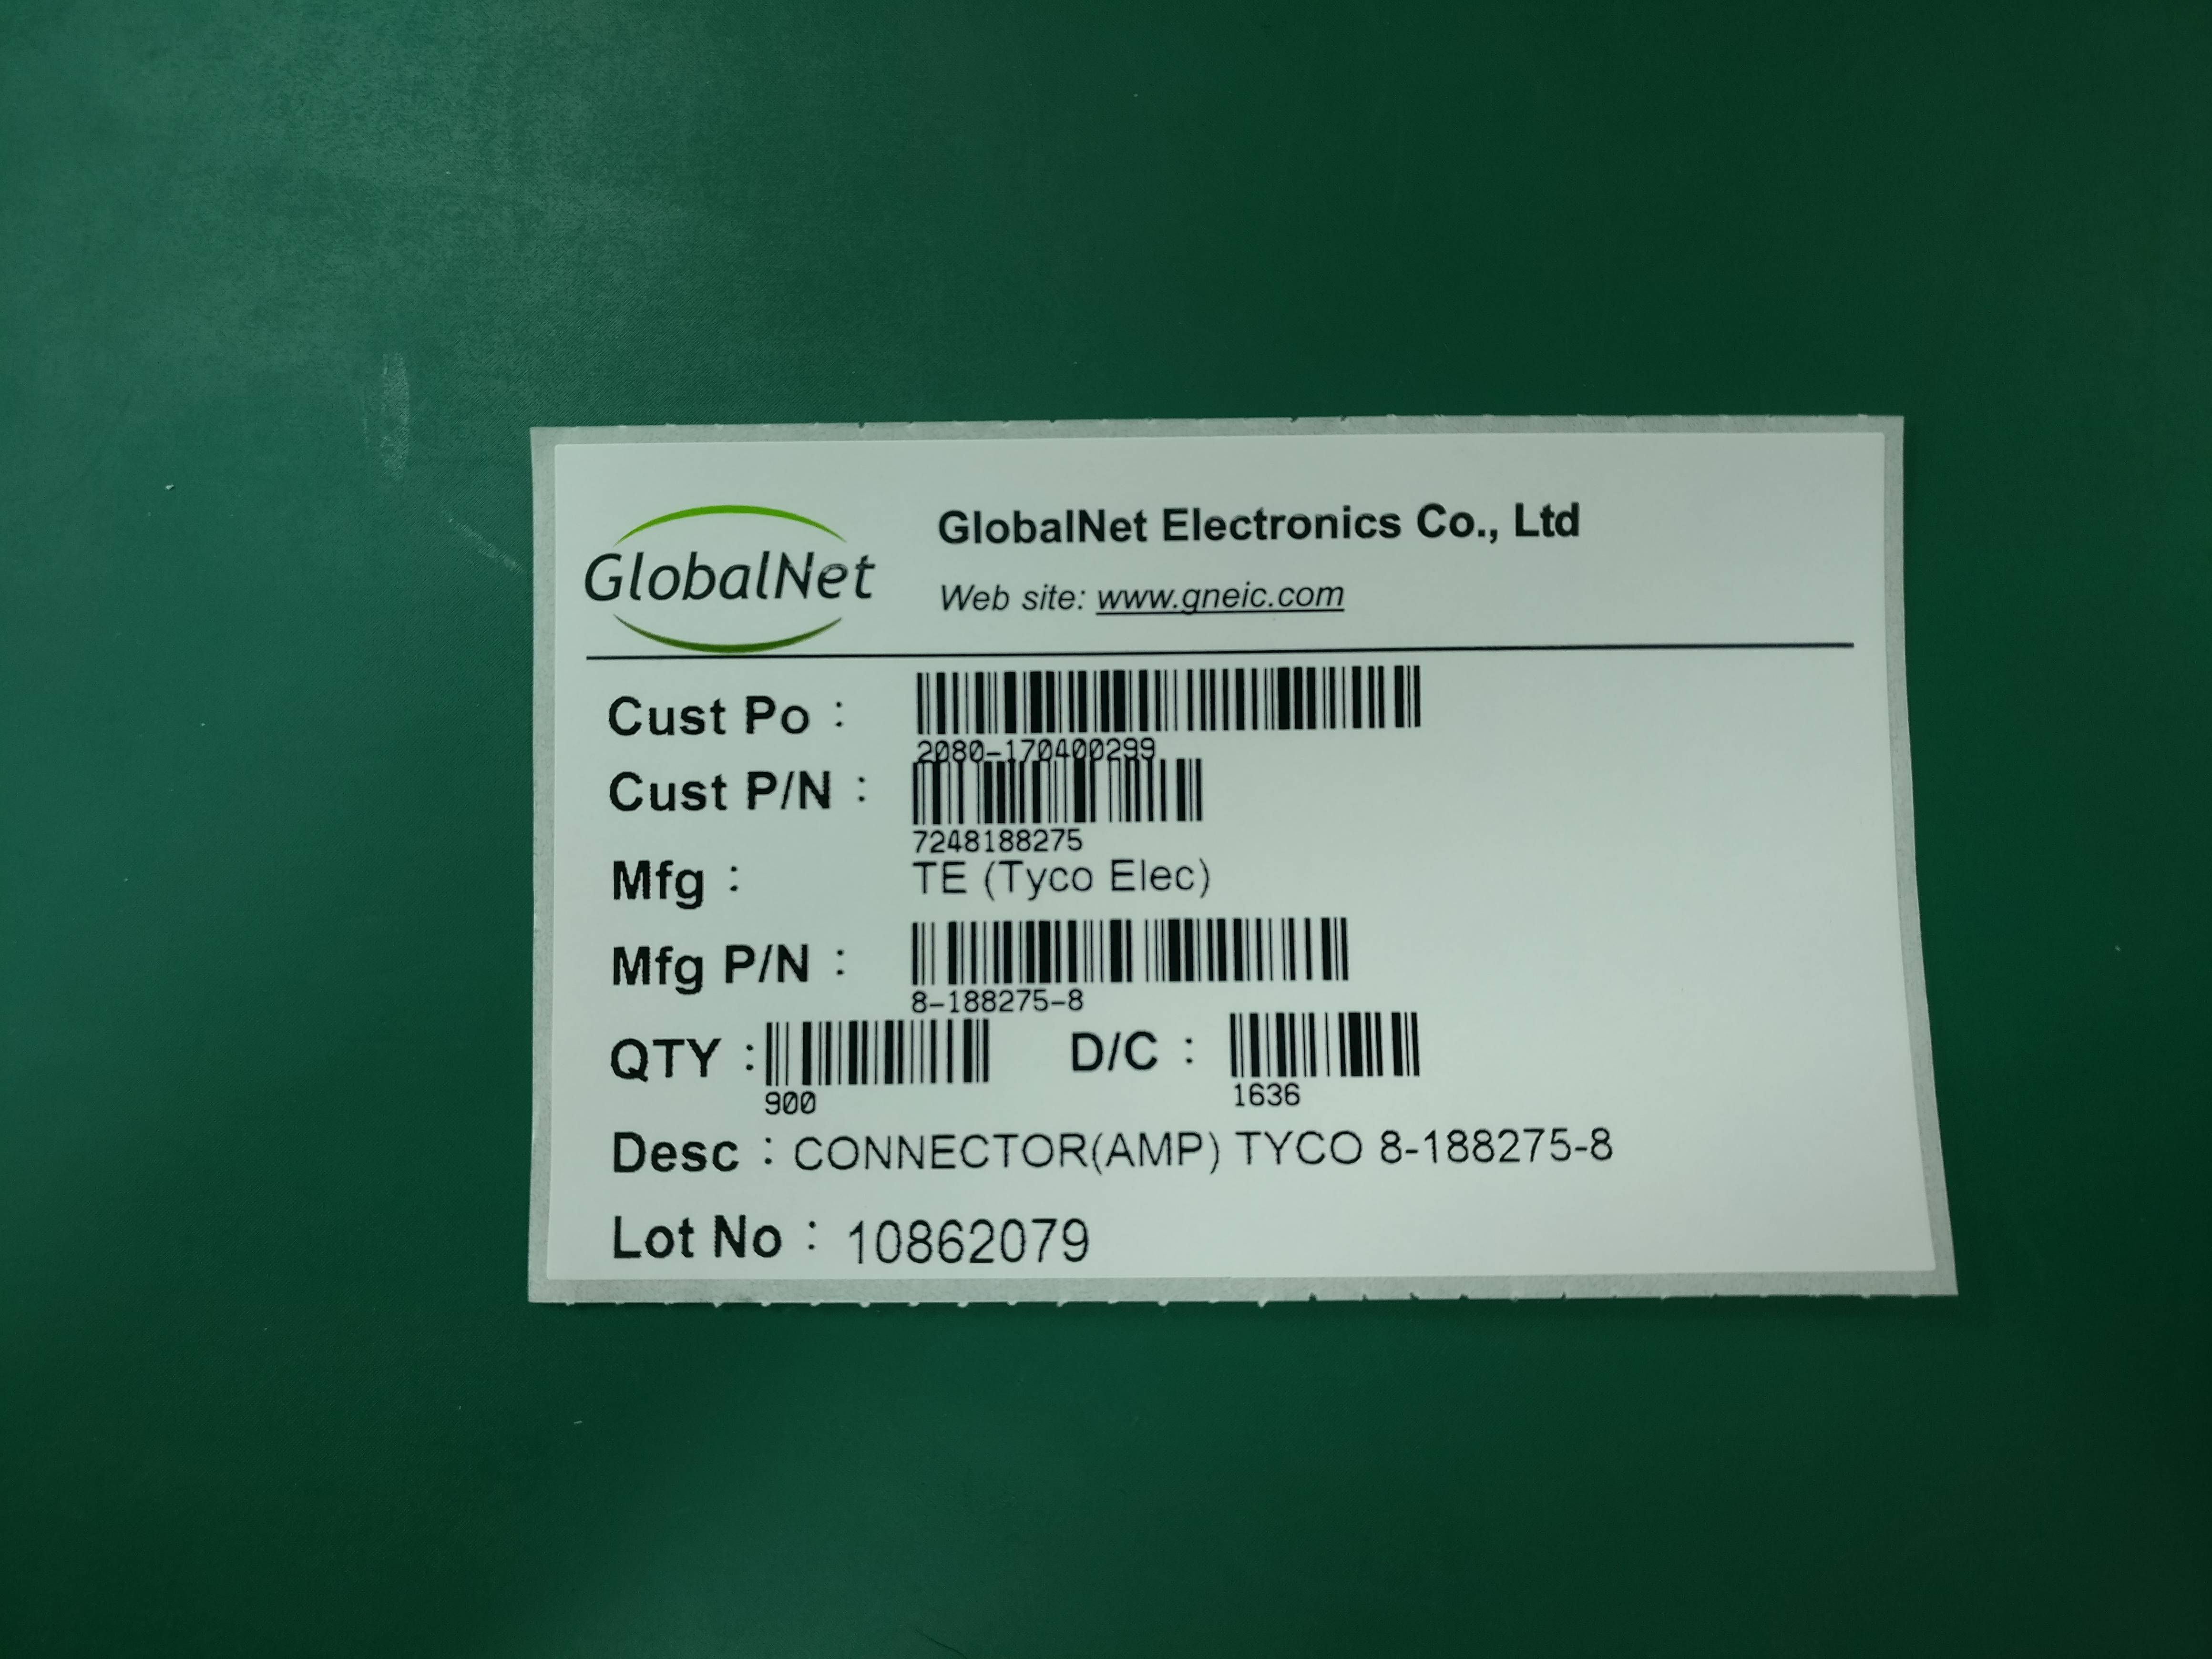 GlobalNet
GlobalNet Electronics Co., Ltd
Web site: www.gneic.com
Cust Po :
2080-170400299
Cust P/N :
7248188275
Mfg : TE (Tyco Elec)
Mfg P/N :
8-188275-8
QTY : D/C :
900 1636
Desc : CONNECTOR(AMP) TYCO 8-188275-8
Lot No : 10862079